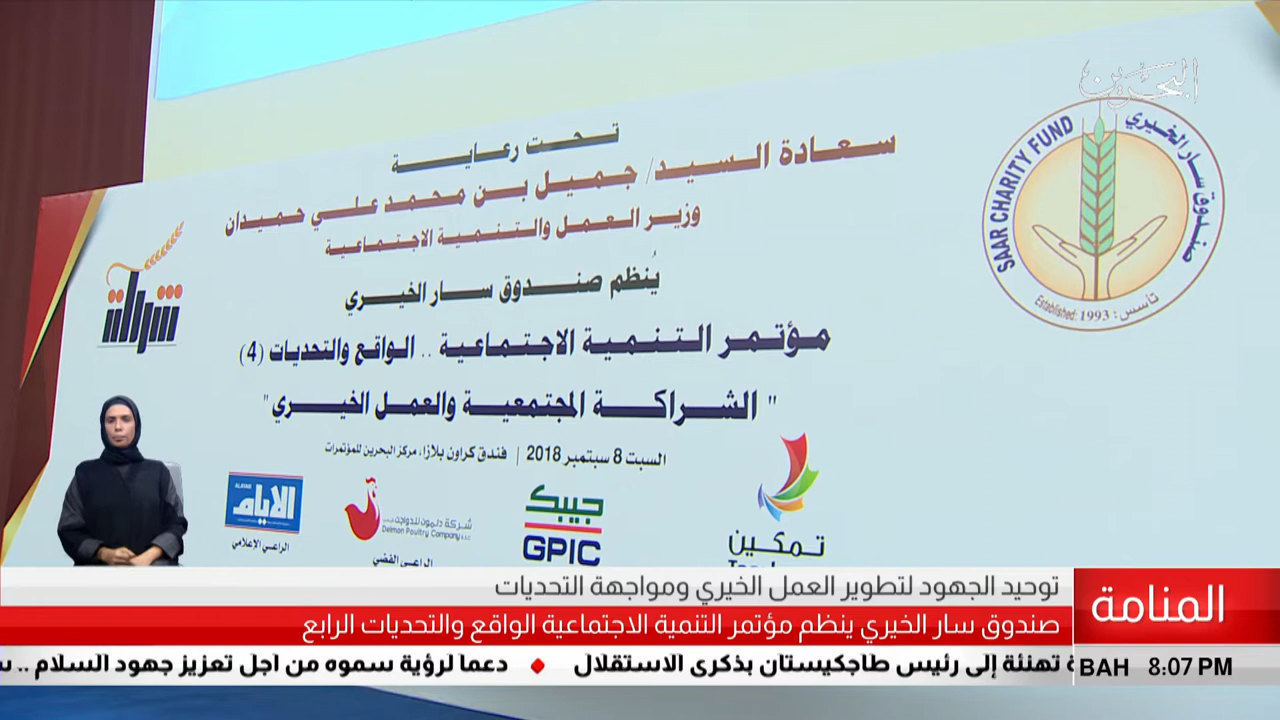 البحرين
تحت رعاية
سعادة السيد/ جميل بن محمد علي حميدان
وزير العمل والتنمية الاجتماعية
يُنظم صندوق سار الخيري
مؤتمر التنمية الاجتماعية .. الواقع والتحديات (4)
" الشراكة المجتمعية والعمل الخيري"
السبت 8 سبتمبر 2018 | فندق كراون بلازا، مركز البحرين للمؤتمرات
SAAR CHARITY FUND
صندوق سار الخيري
Established: 1993 :تأسس
شراكة
ALAYAM
الايام
الراعي الإعلامي
شركة دلمون للدواجن
Delmon Poultry Company
الراعي الفضي
جيبك
GPIC
تمكين
توحيد الجهود لتطوير العمل الخيري ومواجهة التحديات
المنامة
صندوق سار الخيري ينظم مؤتمر التنمية الاجتماعية الواقع والتحديات الرابع
تهنئة إلى رئيس طاجكيستان بذكرى الاستقلال ♦ دعما لرؤية سموه من أجل تعزيز جهود السلام ..
BAH 8:07 PM